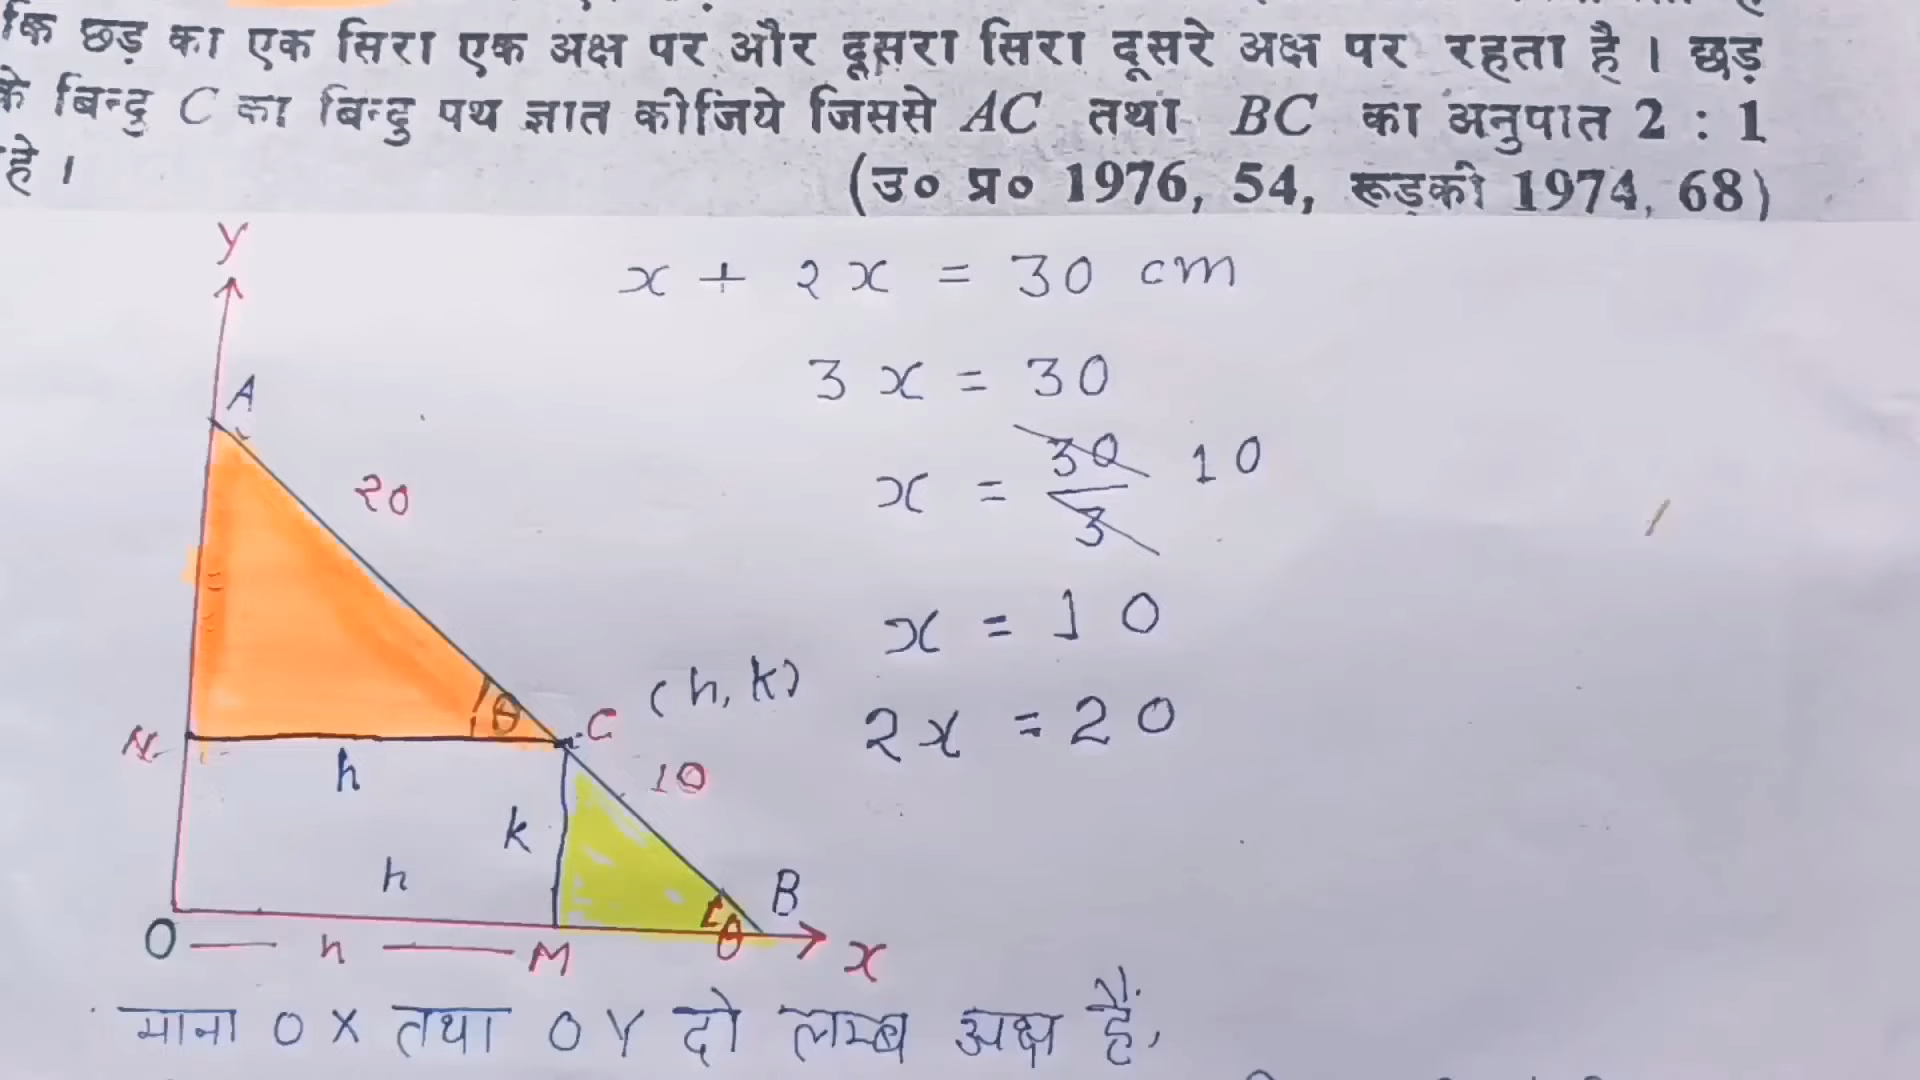 कि छड़ का एक सिरा एक अक्ष पर और दूसरा सिरा दूसरे अक्ष पर रहता है । छड़
के बिन्दु C का बिन्दु पथ ज्ञात कीजिये जिससे AC तथा BC का अनुपात 2 : 1
हे ।
(उ० प्र० 1976, 54, रूड़की 1974, 68)
y
x + 2x = 30 cm
A
3x = 30
20
x = 30/3 10
x = 10
θ
C (h, k)
2x = 20
N
h
10
k
h
B
θ
O h M x
माना OX तथा OY दो लम्ब अक्ष हैं,